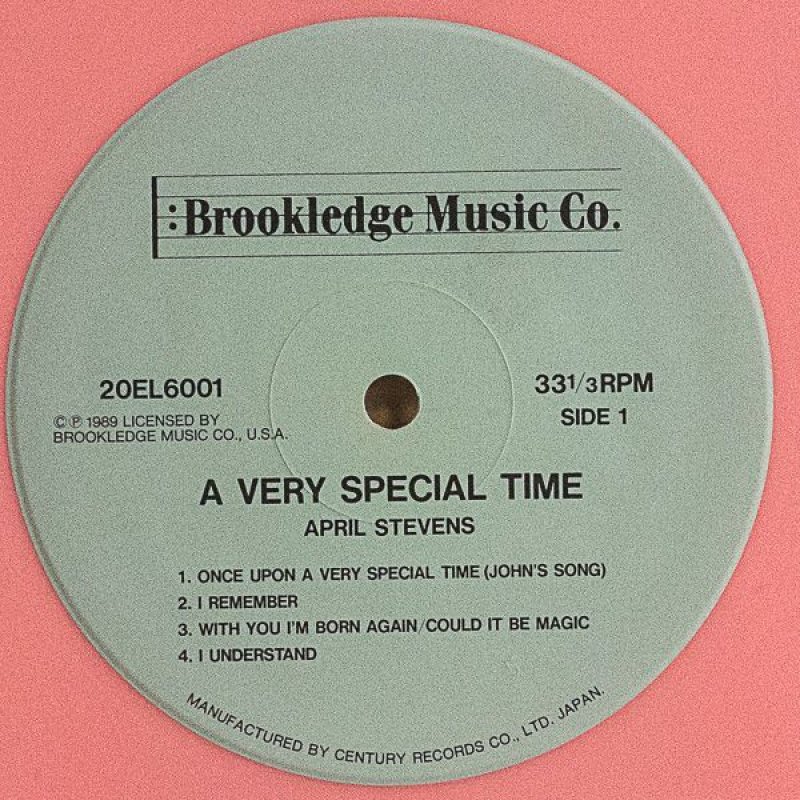 :Brookledge Music Co.
20EL6001
33 1/3 RPM
SIDE 1
© ℗ 1989 LICENSED BY
BROOKLEDGE MUSIC CO., U.S.A.
A VERY SPECIAL TIME
APRIL STEVENS
1. ONCE UPON A VERY SPECIAL TIME (JOHN'S SONG)
2. I REMEMBER
3. WITH YOU I'M BORN AGAIN/COULD IT BE MAGIC
4. I UNDERSTAND
MANUFACTURED BY CENTURY RECORDS CO., LTD. JAPAN.